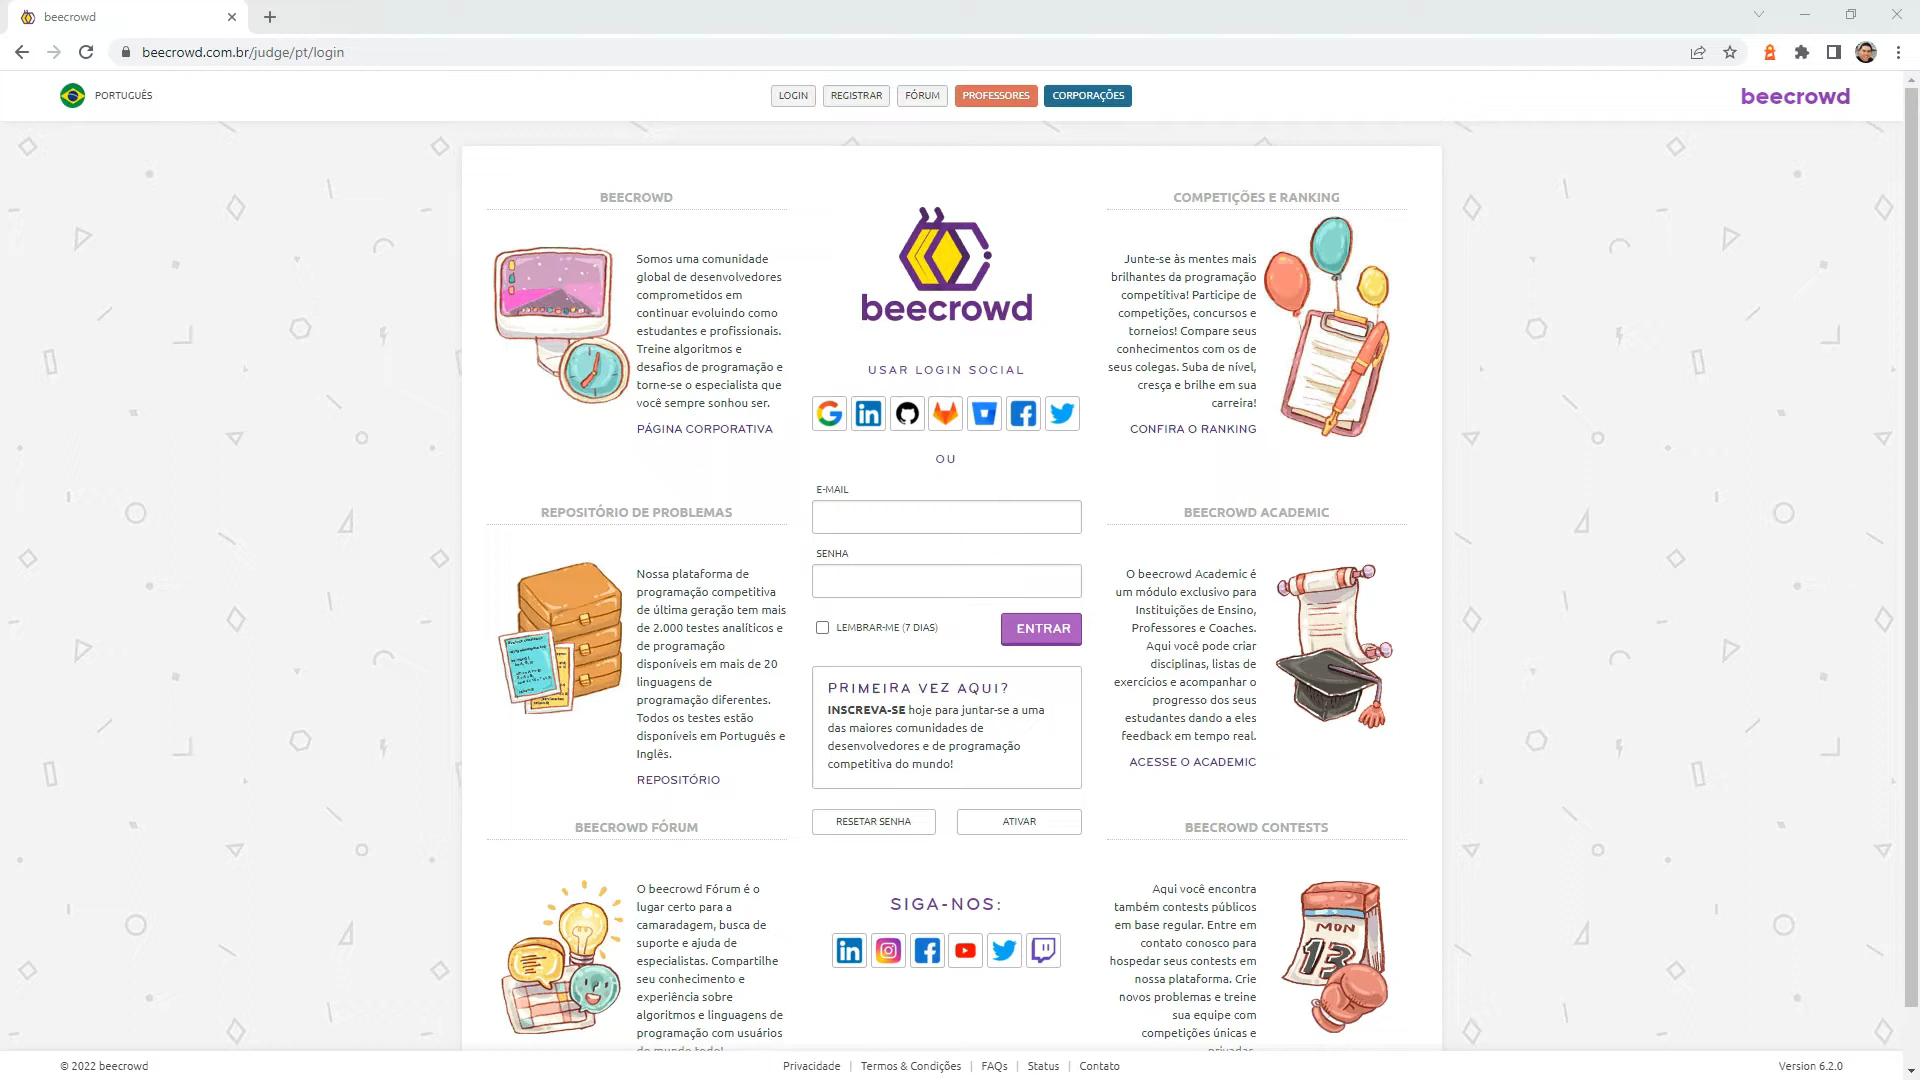 beecrowd
beecrowd.com.br/judge/pt/login
PORTUGUÊS
LOGIN
REGISTRAR
FÓRUM
PROFESSORES
CORPORAÇÕES
beecrowd
BEECROWD
Somos uma comunidade
global de desenvolvedores
comprometidos em
continuar evoluindo como
estudantes e profissionais.
Treine algoritmos e
desafios de programação e
torne-se o especialista que
você sempre sonhou ser.
PÁGINA CORPORATIVA
REPOSITÓRIO DE PROBLEMAS
Nossa plataforma de
programação competitiva
de última geração tem mais
de 2.000 testes analíticos e
de programação
disponíveis em mais de 20
linguagens de
programação diferentes.
Todos os testes estão
disponíveis em Português e
Inglês.
REPOSITÓRIO
BEECROWD FÓRUM
O beecrowd Fórum é o
lugar certo para a
camaradagem, busca de
suporte e ajuda de
especialistas. Compartilhe
seu conhecimento e
experiência sobre
algoritmos e linguagens de
programação com usuários
do mundo todo!
beecrowd
USAR LOGIN SOCIAL
OU
E-MAIL
SENHA
LEMBRAR-ME (7 DIAS)
ENTRAR
PRIMEIRA VEZ AQUI?
INSCREVA-SE hoje para juntar-se a uma
das maiores comunidades de
desenvolvedores e de programação
competitiva do mundo!
RESETAR SENHA
ATIVAR
SIGA-NOS:
COMPETIÇÕES E RANKING
Junte-se às mentes mais
brilhantes da programação
competitiva! Participe de
competições, concursos e
torneios! Compare seus
conhecimentos com os de
seus colegas. Suba de nível,
cresça e brilhe em sua
carreira!
CONFIRA O RANKING
BEECROWD ACADEMIC
O beecrowd Academic é
um módulo exclusivo para
Instituições de Ensino,
Professores e Coaches.
Aqui você pode criar
disciplinas, listas de
exercícios e acompanhar o
progresso dos seus
estudantes dando a eles
feedback em tempo real.
ACESSE O ACADEMIC
BEECROWD CONTESTS
Aqui você encontra
também contests públicos
em base regular. Entre em
contato conosco para
hospedar seus contests em
nossa plataforma. Crie
novos problemas e treine
sua equipe com
competições únicas e
privadas.
MON
13
© 2022 beecrowd
Privacidade | Termos & Condições | FAQs | Status | Contato
Version 6.2.0